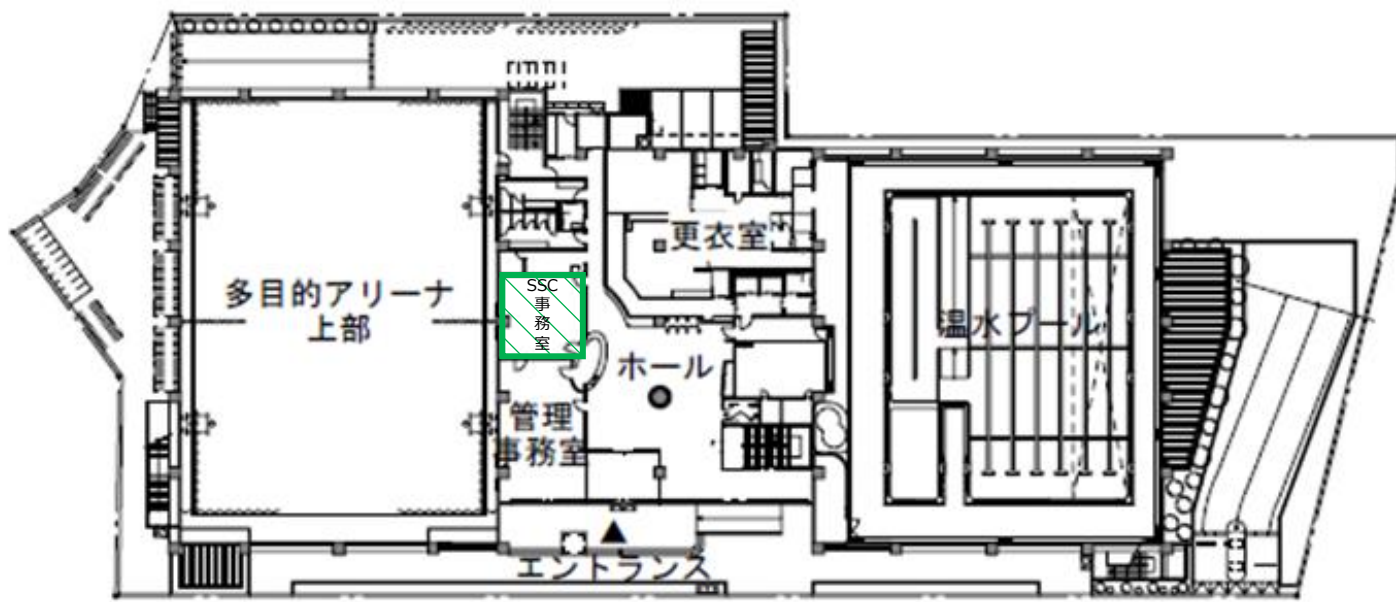 更衣室
多目的アリーナ
上部
SSC
事
務
室
温水プール
ホール
管理
事務室
エントランス